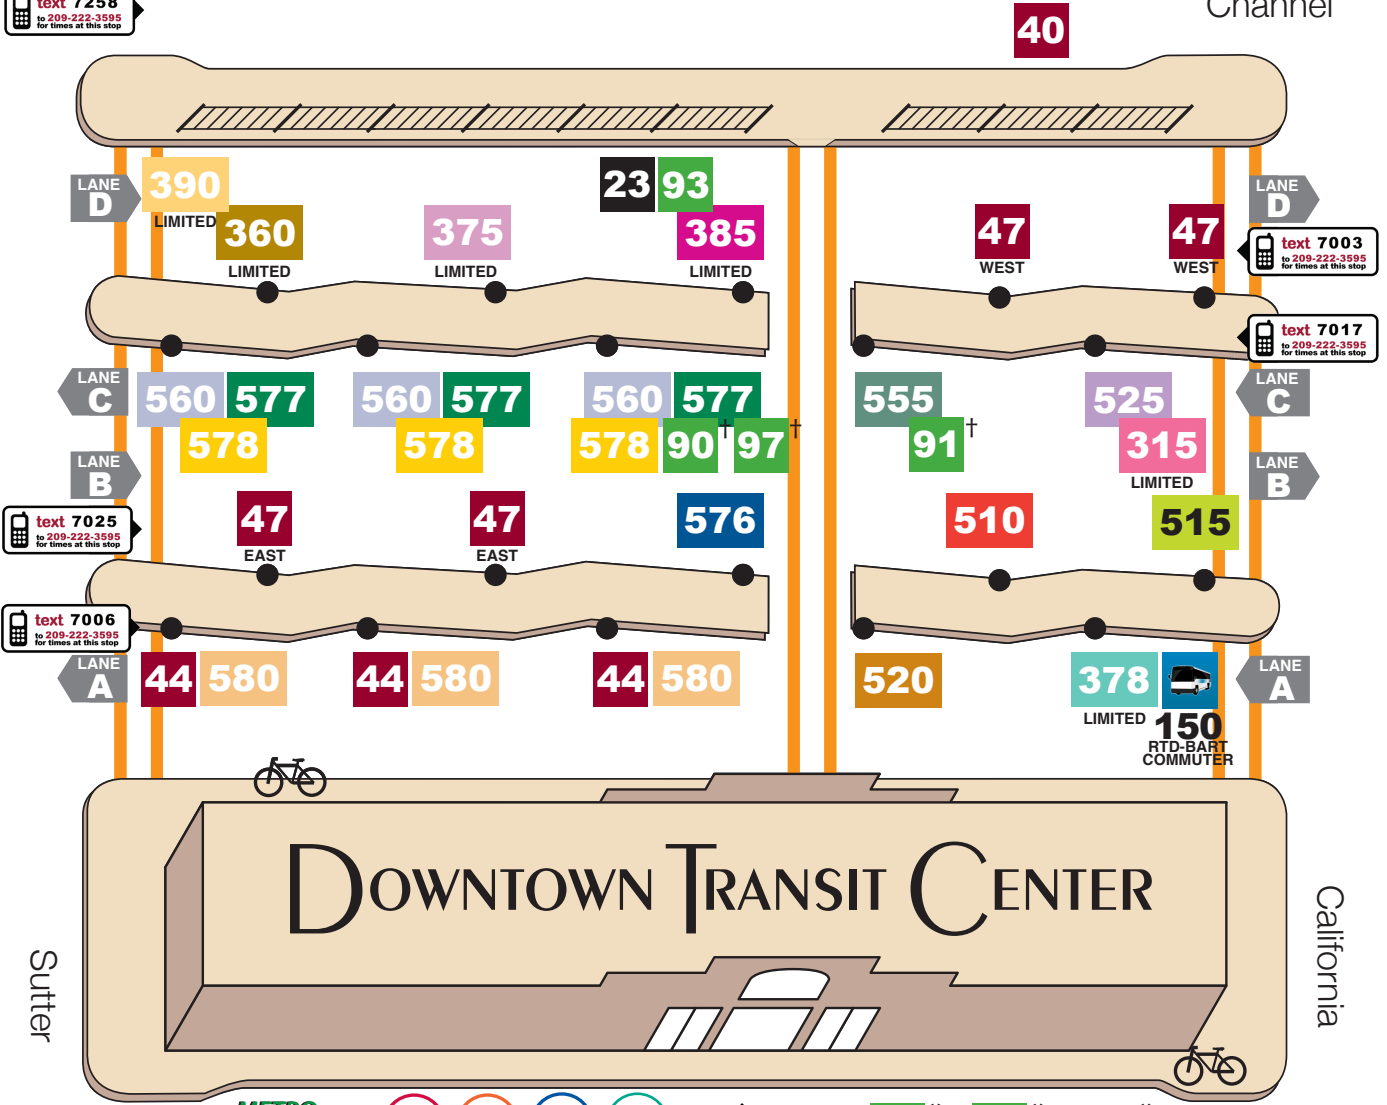 text 7258
to 209-222-3595
for times at this stop
Channel
40
LANE
D
390
LIMITED
360
LIMITED
375
LIMITED
23 93
385
LIMITED
47
WEST
47
WEST
LANE
D
text 7003
to 209-222-3595
for times at this stop
text 7017
to 209-222-3595
for times at this stop
LANE
C
560 577
578
560 577
578
560 577
578 90† 97†
555
91†
525
315
LIMITED
LANE
C
LANE
B
LANE
B
text 7025
to 209-222-3595
for times at this stop
47
EAST
47
EAST
576
510
515
text 7006
to 209-222-3595
for times at this stop
LANE
A
44 580
44 580
44 580
520
378
LIMITED
150
RTD-BART
COMMUTER
LANE
A
DOWNTOWN TRANSIT CENTER
Sutter
California
METRO